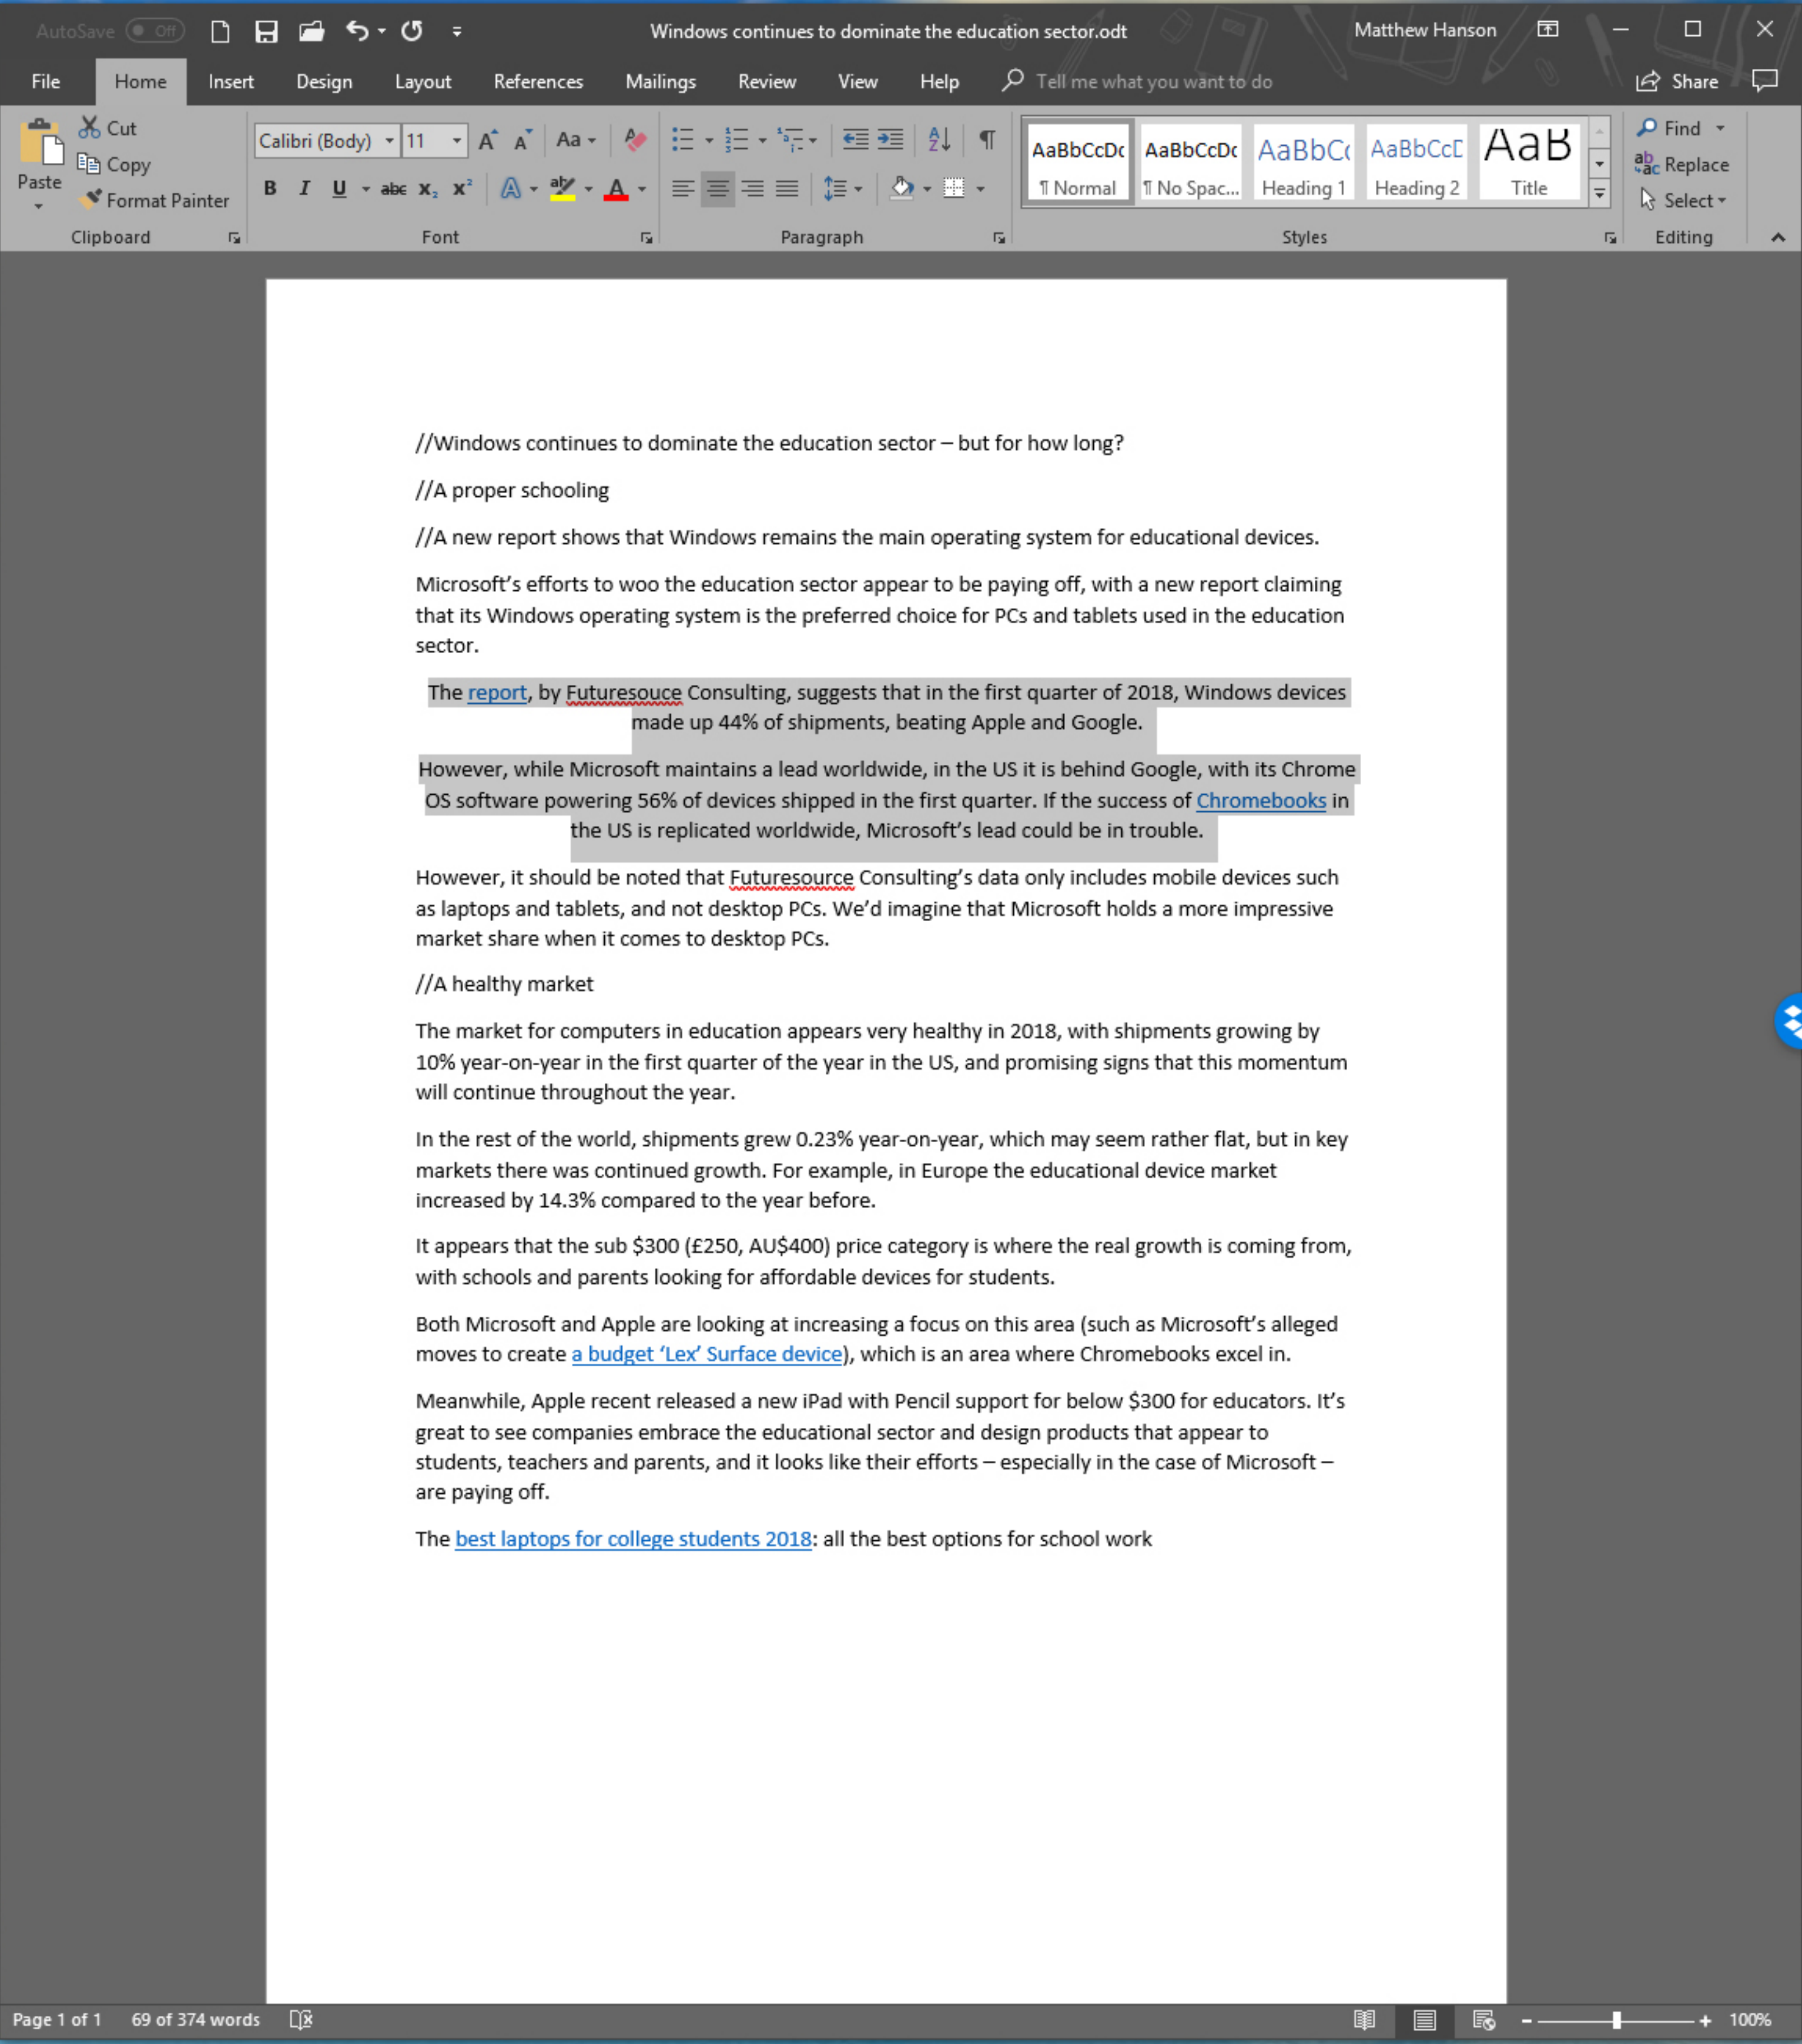 AutoSave Off Windows continues to dominate the education sector.odt Matthew Hanson
File Home Insert Design Layout References Mailings Review View Help Tell me what you want to do Share
Paste
Cut
Copy
Format Painter
Clipboard
Calibri (Body) 11 Aa
B I U abc x₂ x² A aby A
Font
Paragraph
AaBbCcDc AaBbCcDc AaBbC AaBbCcD AaB
¶ Normal ¶ No Spac... Heading 1 Heading 2 Title
Styles
Find
Replace
Select
Editing
//Windows continues to dominate the education sector – but for how long?
//A proper schooling
//A new report shows that Windows remains the main operating system for educational devices.
Microsoft’s efforts to woo the education sector appear to be paying off, with a new report claiming
that its Windows operating system is the preferred choice for PCs and tablets used in the education
sector.
The report, by Futuresouce Consulting, suggests that in the first quarter of 2018, Windows devices
made up 44% of shipments, beating Apple and Google.
However, while Microsoft maintains a lead worldwide, in the US it is behind Google, with its Chrome
OS software powering 56% of devices shipped in the first quarter. If the success of Chromebooks in
the US is replicated worldwide, Microsoft’s lead could be in trouble.
However, it should be noted that Futuresource Consulting’s data only includes mobile devices such
as laptops and tablets, and not desktop PCs. We’d imagine that Microsoft holds a more impressive
market share when it comes to desktop PCs.
//A healthy market
The market for computers in education appears very healthy in 2018, with shipments growing by
10% year-on-year in the first quarter of the year in the US, and promising signs that this momentum
will continue throughout the year.
In the rest of the world, shipments grew 0.23% year-on-year, which may seem rather flat, but in key
markets there was continued growth. For example, in Europe the educational device market
increased by 14.3% compared to the year before.
It appears that the sub $300 (£250, AU$400) price category is where the real growth is coming from,
with schools and parents looking for affordable devices for students.
Both Microsoft and Apple are looking at increasing a focus on this area (such as Microsoft’s alleged
moves to create a budget ‘Lex’ Surface device), which is an area where Chromebooks excel in.
Meanwhile, Apple recent released a new iPad with Pencil support for below $300 for educators. It’s
great to see companies embrace the educational sector and design products that appear to
students, teachers and parents, and it looks like their efforts – especially in the case of Microsoft –
are paying off.
The best laptops for college students 2018: all the best options for school work
Page 1 of 1 69 of 374 words 100%